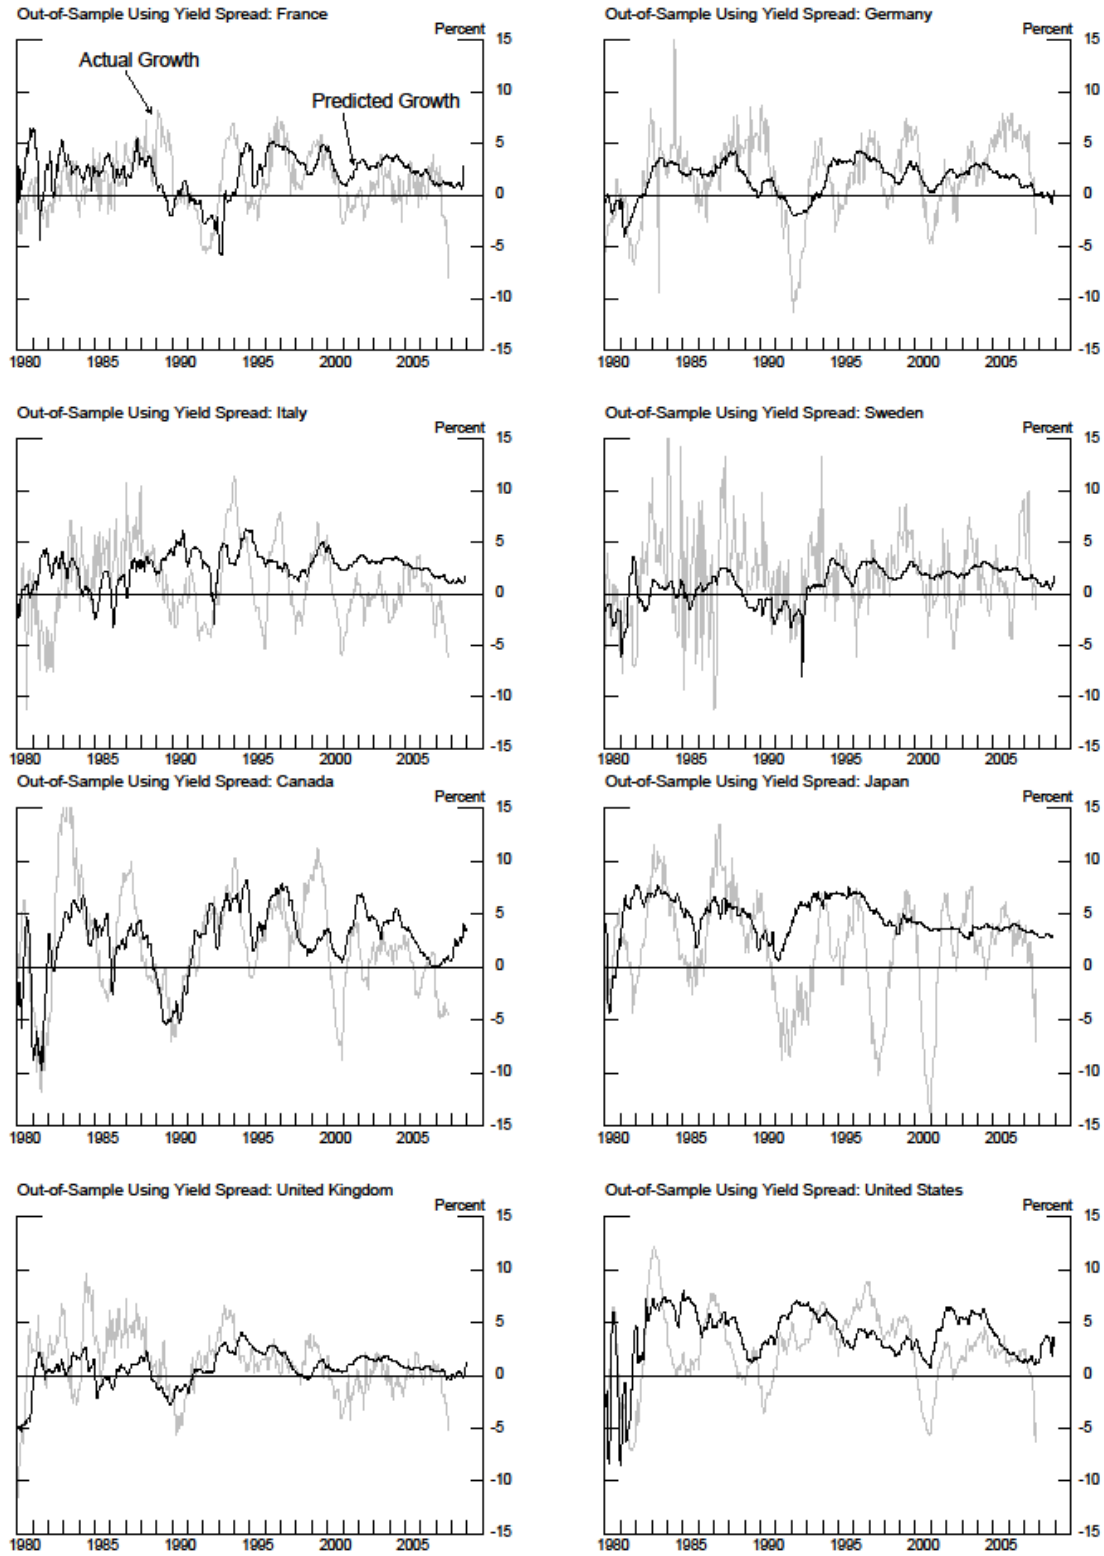 Out-of-Sample Using Yield Spread: France
Percent
Actual Growth
Predicted Growth
15
10
5
0
-5
-10
-15
1980 1985 1990 1995 2000 2005
Out-of-Sample Using Yield Spread: Germany
Percent
15
10
5
0
-5
-10
-15
1980 1985 1990 1995 2000 2005
Out-of-Sample Using Yield Spread: Italy
Percent
15
10
5
0
-5
-10
-15
1980 1985 1990 1995 2000 2005
Out-of-Sample Using Yield Spread: Sweden
Percent
15
10
5
0
-5
-10
-15
1980 1985 1990 1995 2000 2005
Out-of-Sample Using Yield Spread: Canada
Percent
15
10
5
0
-5
-10
-15
1980 1985 1990 1995 2000 2005
Out-of-Sample Using Yield Spread: Japan
Percent
15
10
5
0
-5
-10
-15
1980 1985 1990 1995 2000 2005
Out-of-Sample Using Yield Spread: United Kingdom
Percent
15
10
5
0
-5
-10
-15
1980 1985 1990 1995 2000 2005
Out-of-Sample Using Yield Spread: United States
Percent
15
10
5
0
-5
-10
-15
1980 1985 1990 1995 2000 2005